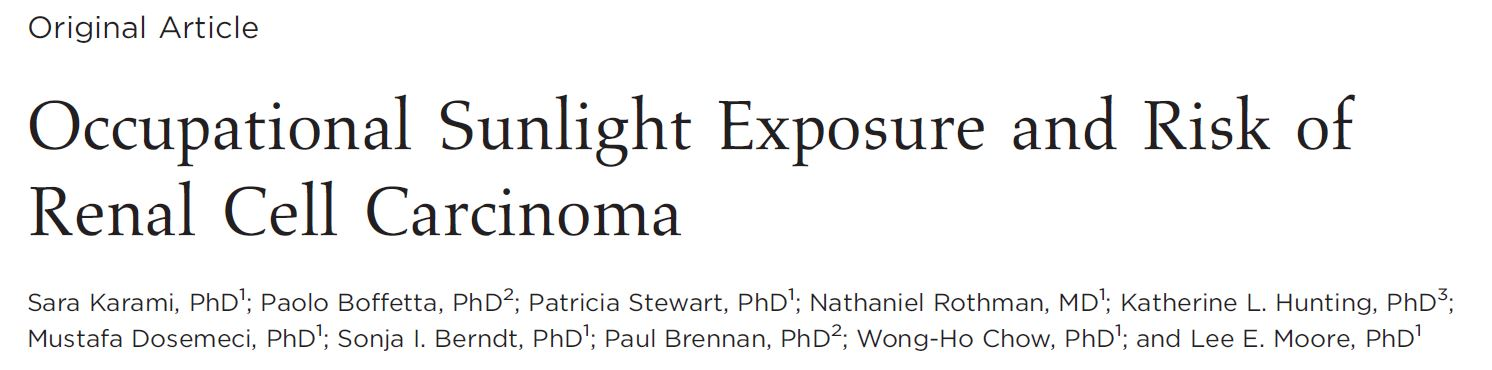 Original Article
Occupational Sunlight Exposure and Risk of
Renal Cell Carcinoma
Sara Karami, PhD¹; Paolo Boffetta, PhD²; Patricia Stewart, PhD¹; Nathaniel Rothman, MD¹; Katherine L. Hunting, PhD³;
Mustafa Dosemeci, PhD¹; Sonja I. Berndt, PhD¹; Paul Brennan, PhD²; Wong-Ho Chow, PhD¹; and Lee E. Moore, PhD¹